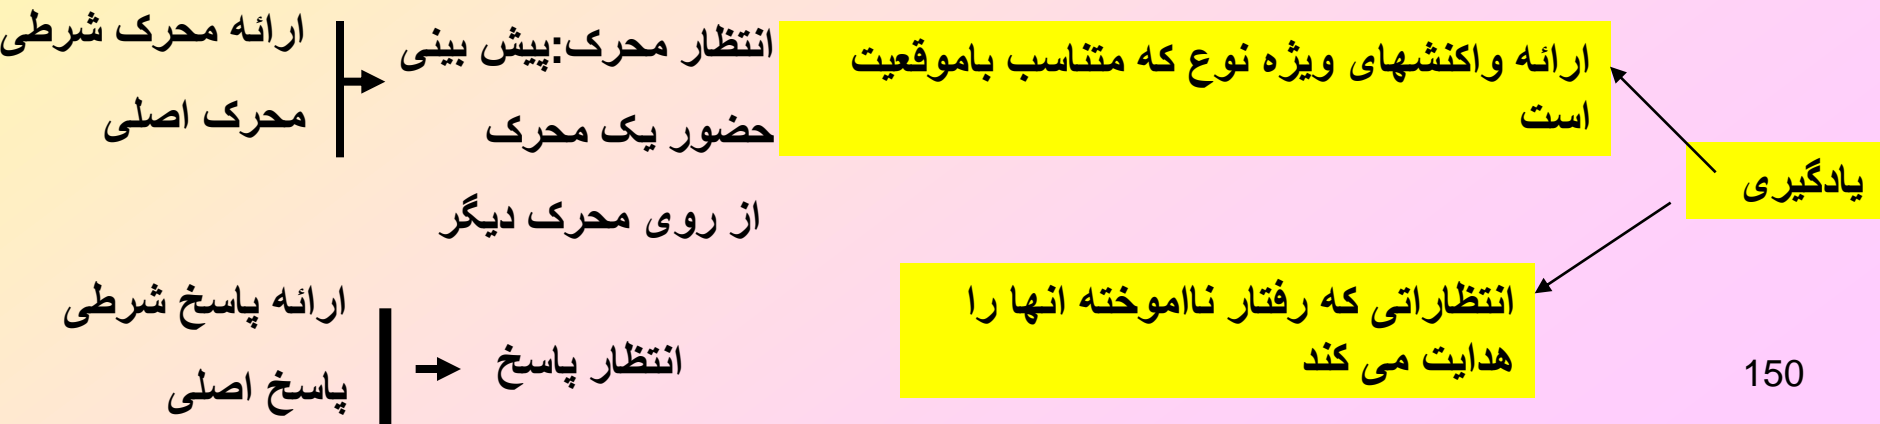 یادگیری
ارائه واکنشهای ویژه نوع که متناسب باموقعیت
است
انتظاراتی که رفتار نااموخته انها را
هدایت می کند
انتظار محرک:پیش بینی
حضور یک محرک
از روی محرک دیگر
ارائه محرک شرطی
محرک اصلی
انتظار پاسخ
ارائه پاسخ شرطی
پاسخ اصلی
150